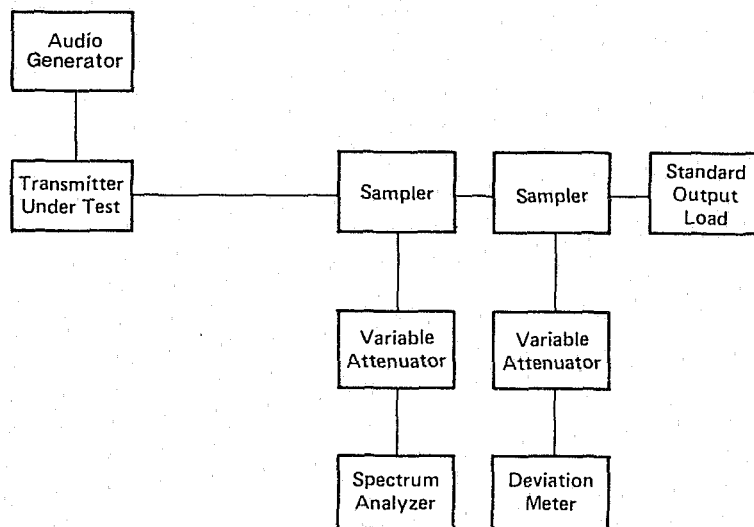 Audio
Generator
Transmitter
Under Test
Sampler
Sampler
Standard
Output
Load
Variable
Attenuator
Variable
Attenuator
Spectrum
Analyzer
Deviation
Meter